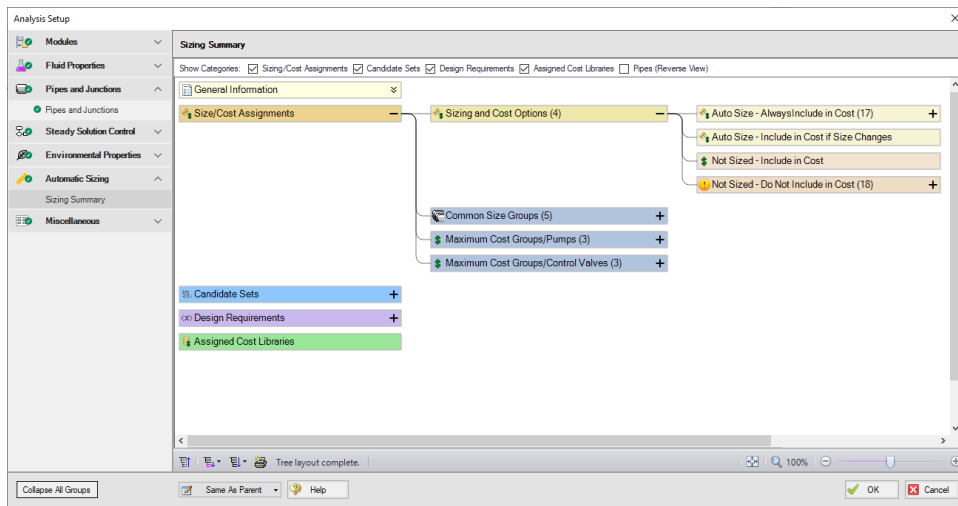 Analysis Setup
Modules
Fluid Properties
Pipes and Junctions
Pipes and Junctions
Steady Solution Control
Environmental Properties
Automatic Sizing
Sizing Summary
Miscellaneous
Sizing Summary
Show Categories: Sizing/Cost Assignments Candidate Sets Design Requirements Assigned Cost Libraries Pipes (Reverse View)
General Information
Size/Cost Assignments
Sizing and Cost Options (4)
Auto Size - AlwaysInclude in Cost (17)
Auto Size - Include in Cost if Size Changes
Not Sized - Include in Cost
Not Sized - Do Not Include in Cost (18)
Common Size Groups (5)
Maximum Cost Groups/Pumps (3)
Maximum Cost Groups/Control Valves (3)
Candidate Sets
(x) Design Requirements
Assigned Cost Libraries
Tree layout complete.
100%
Collapse All Groups
Same As Parent
Help
OK
Cancel